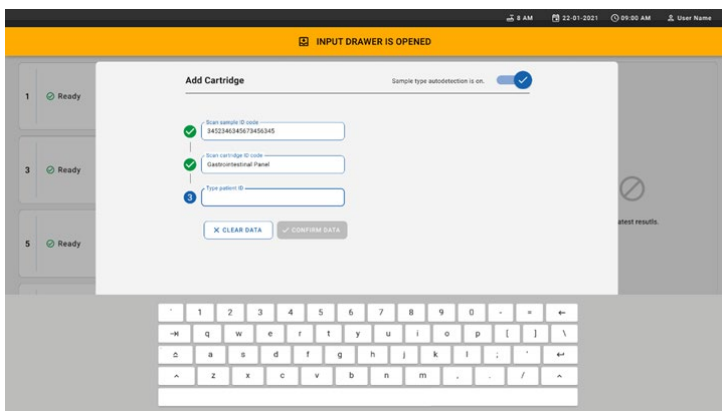 8 AM 22-01-2021 09:00 AM User Name
INPUT DRAWER IS OPENED
Add Cartridge Sample type autodetection is on.
1 Ready
Scan sample ID code
3452346345673456345
Scan cartridge ID code
Gastrointestinal Panel
3 Ready
Type patient ID
3
CLEAR DATA CONFIRM DATA
atest results.
5 Ready
` 1 2 3 4 5 6 7 8 9 0 - =
q w e r t y u i o p [ ] \
a s d f g h j k l ; '
z x c v b n m , . /